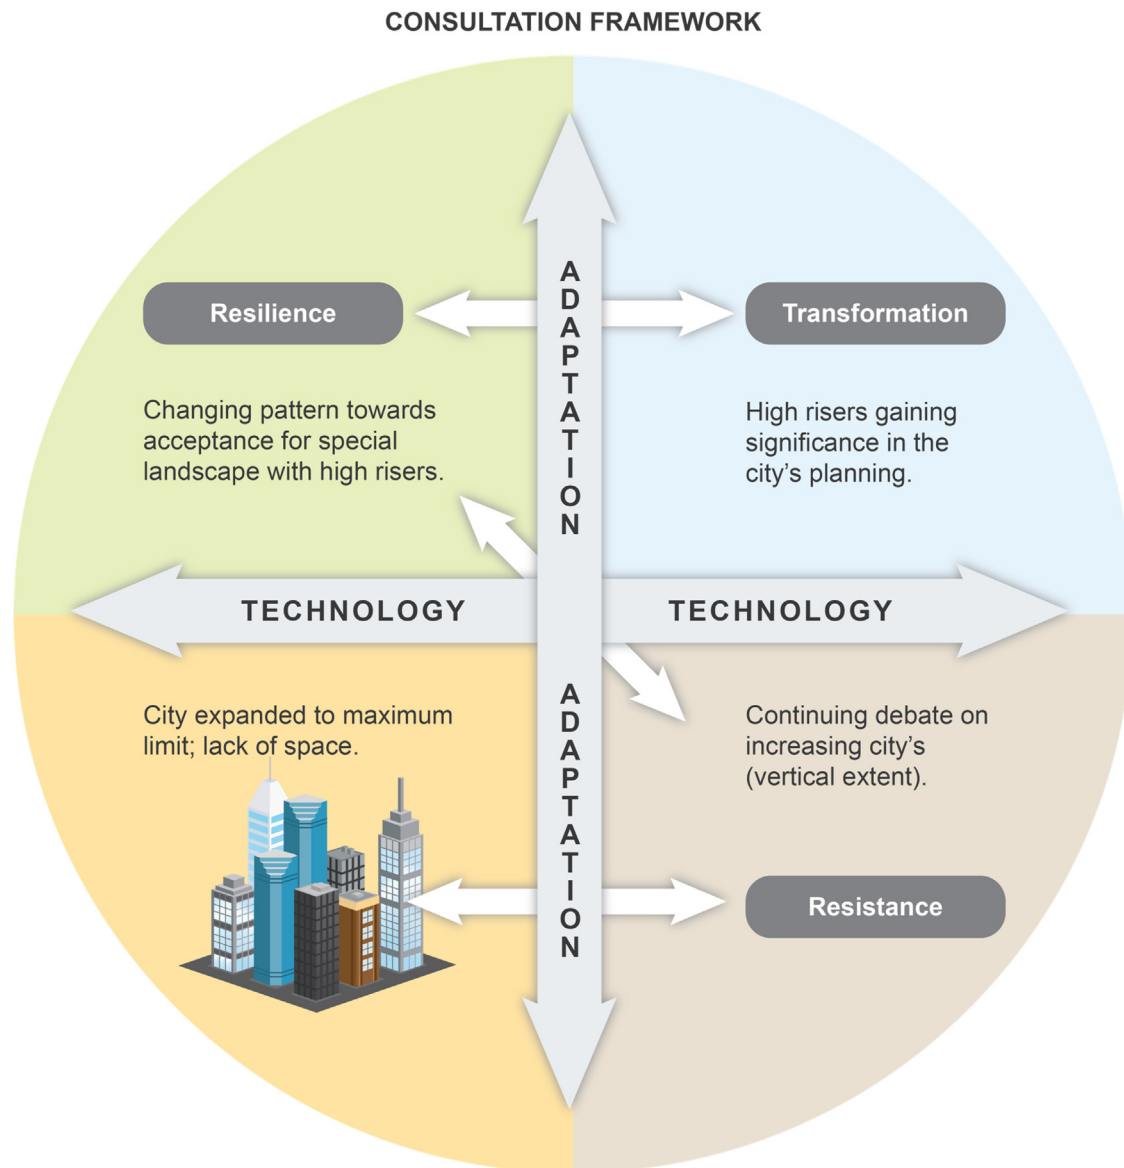 CONSULTATION FRAMEWORK
ADAPTATION
Resilience
Transformation
Changing pattern towards
acceptance for special
landscape with high risers.
High risers gaining
significance in the
city's planning.
TECHNOLOGY
TECHNOLOGY
City expanded to maximum
limit; lack of space.
ADAPTATION
Continuing debate on
increasing city's
(vertical extent).
Resistance